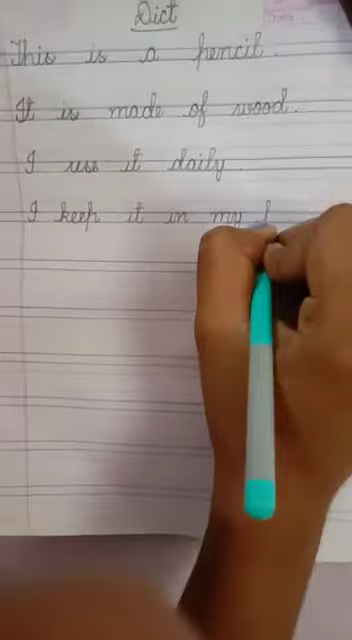 Dict
This is a pencil.
It is made of wood.
I use it daily.
I keep it in my